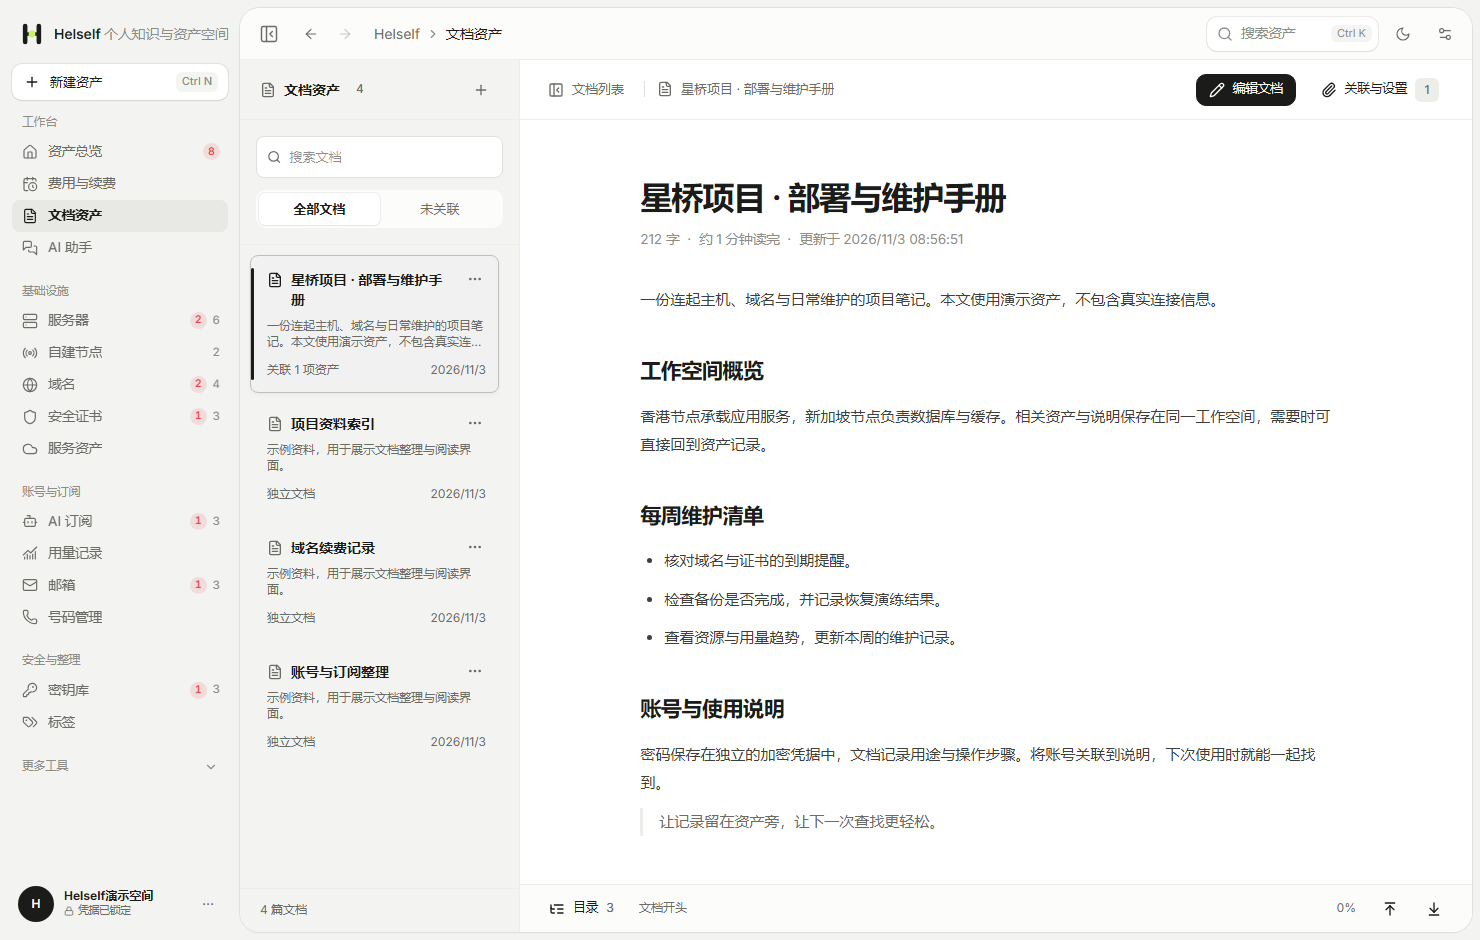 Helself 个人知识与资产空间
新建资产 Ctrl N
工作台
资产总览 8
费用与续费
文档资产
AI 助手
基础设施
服务器 2 6
自建节点 2
域名 2 4
安全证书 1 3
服务资产
账号与订阅
AI 订阅 1 3
用量记录
邮箱 1 3
号码管理
安全与整理
密钥库 1 3
标签
更多工具
H
Helself演示空间
凭据已锁定
Helself 文档资产
搜索资产 Ctrl K
文档资产 4
搜索文档
全部文档 未关联
星桥项目 · 部署与维护手
册
一份连起主机、域名与日常维护的项目笔
记。本文使用演示资产，不包含真实连...
关联 1 项资产 2026/11/3
项目资料索引
示例资料，用于展示文档整理与阅读界
面。
独立文档 2026/11/3
域名续费记录
示例资料，用于展示文档整理与阅读界
面。
独立文档 2026/11/3
账号与订阅整理
示例资料，用于展示文档整理与阅读界
面。
独立文档 2026/11/3
4 篇文档
文档列表 星桥项目 · 部署与维护手册
编辑文档 关联与设置 1
星桥项目 · 部署与维护手册
212 字 · 约 1 分钟读完 · 更新于 2026/11/3 08:56:51
一份连起主机、域名与日常维护的项目笔记。本文使用演示资产，不包含真实连接信息。
工作空间概览
香港节点承载应用服务，新加坡节点负责数据库与缓存。相关资产与说明保存在同一工作空间，需要时可
直接回到资产记录。
每周维护清单
• 核对域名与证书的到期提醒。
• 检查备份是否完成，并记录恢复演练结果。
• 查看资源与用量趋势，更新本周的维护记录。
账号与使用说明
密码保存在独立的加密凭据中，文档记录用途与操作步骤。将账号关联到说明，下次使用时就能一起找
到。
让记录留在资产旁，让下一次查找更轻松。
目录 3 文档开头
0%